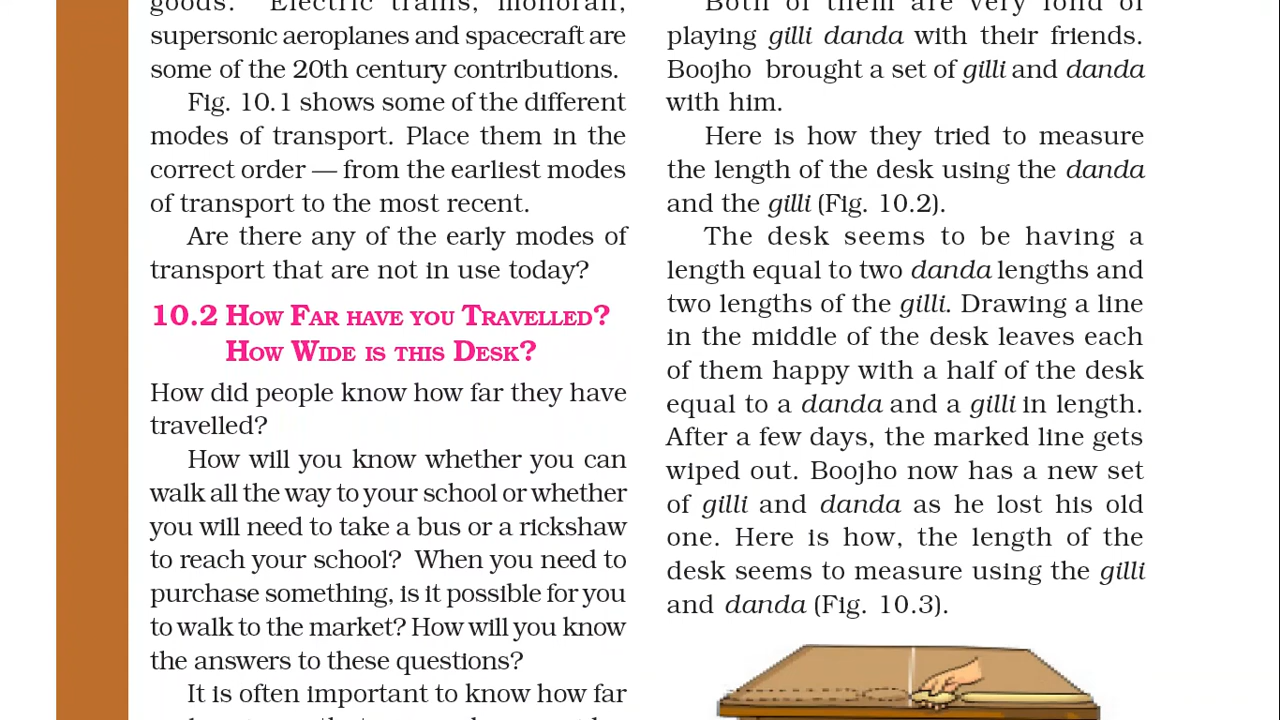 goods. Electric trains, monorail,
supersonic aeroplanes and spacecraft are
some of the 20th century contributions.
Fig. 10.1 shows some of the different
modes of transport. Place them in the
correct order — from the earliest modes
of transport to the most recent.
Are there any of the early modes of
transport that are not in use today?
10.2 How Far have you Travelled?
How Wide is this Desk?
How did people know how far they have
travelled?
How will you know whether you can
walk all the way to your school or whether
you will need to take a bus or a rickshaw
to reach your school? When you need to
purchase something, is it possible for you
to walk to the market? How will you know
the answers to these questions?
It is often important to know how far
Both of them are very fond of
playing gilli danda with their friends.
Boojho brought a set of gilli and danda
with him.
Here is how they tried to measure
the length of the desk using the danda
and the gilli (Fig. 10.2).
The desk seems to be having a
length equal to two danda lengths and
two lengths of the gilli. Drawing a line
in the middle of the desk leaves each
of them happy with a half of the desk
equal to a danda and a gilli in length.
After a few days, the marked line gets
wiped out. Boojho now has a new set
of gilli and danda as he lost his old
one. Here is how, the length of the
desk seems to measure using the gilli
and danda (Fig. 10.3).